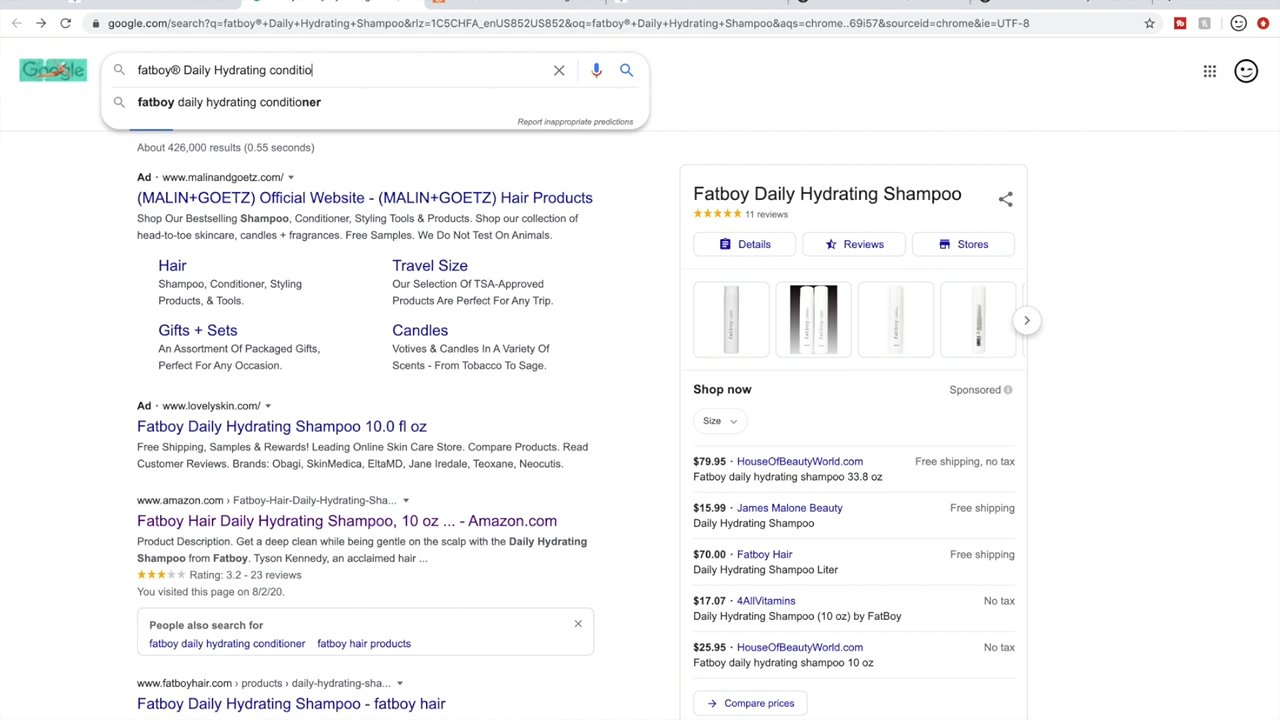 google.com/search?q=fatboy®+Daily+Hydrating+Shampoo&rlz=1C5CHFA_enUS852US852&oq=fatboy®+Daily+Hydrating+Shampoo&aqs=chrome..69i57&sourceid=chrome&ie=UTF-8
Google
fatboy® Daily Hydrating conditio
fatboy daily hydrating conditioner
Report inappropriate predictions
About 426,000 results (0.55 seconds)
Ad · www.malinandgoetz.com/
(MALIN+GOETZ) Official Website - (MALIN+GOETZ) Hair Products
Shop Our Bestselling Shampoo, Conditioner, Styling Tools & Products. Shop our collection of
head-to-toe skincare, candles + fragrances. Free Samples. We Do Not Test On Animals.
Hair
Shampoo, Conditioner, Styling
Products, & Tools.
Travel Size
Our Selection Of TSA-Approved
Products Are Perfect For Any Trip.
Gifts + Sets
An Assortment Of Packaged Gifts,
Perfect For Any Occasion.
Candles
Votives & Candles In A Variety Of
Scents - From Tobacco To Sage.
Ad · www.lovelyskin.com/
Fatboy Daily Hydrating Shampoo 10.0 fl oz
Free Shipping, Samples & Rewards! Leading Online Skin Care Store. Compare Products. Read
Customer Reviews. Brands: Obagi, SkinMedica, EltaMD, Jane Iredale, Teoxane, Neocutis.
www.amazon.com › Fatboy-Hair-Daily-Hydrating-Sha...
Fatboy Hair Daily Hydrating Shampoo, 10 oz ... - Amazon.com
Product Description. Get a deep clean while being gentle on the scalp with the Daily Hydrating
Shampoo from Fatboy. Tyson Kennedy, an acclaimed hair ...
Rating: 3.2 - 23 reviews
You visited this page on 8/2/20.
People also search for
fatboy daily hydrating conditioner
fatboy hair products
www.fatboyhair.com › products › daily-hydrating-sha...
Fatboy Daily Hydrating Shampoo - fatboy hair
Fatboy Daily Hydrating Shampoo
11 reviews
Details
Reviews
Stores
Shop now
Sponsored
Size
$79.95 · HouseOfBeautyWorld.com
Free shipping, no tax
Fatboy daily hydrating shampoo 33.8 oz
$15.99 · James Malone Beauty
Free shipping
Daily Hydrating Shampoo
$70.00 · Fatboy Hair
Free shipping
Daily Hydrating Shampoo Liter
$17.07 · 4AllVitamins
No tax
Daily Hydrating Shampoo (10 oz) by FatBoy
$25.95 · HouseOfBeautyWorld.com
No tax
Fatboy daily hydrating shampoo 10 oz
Compare prices